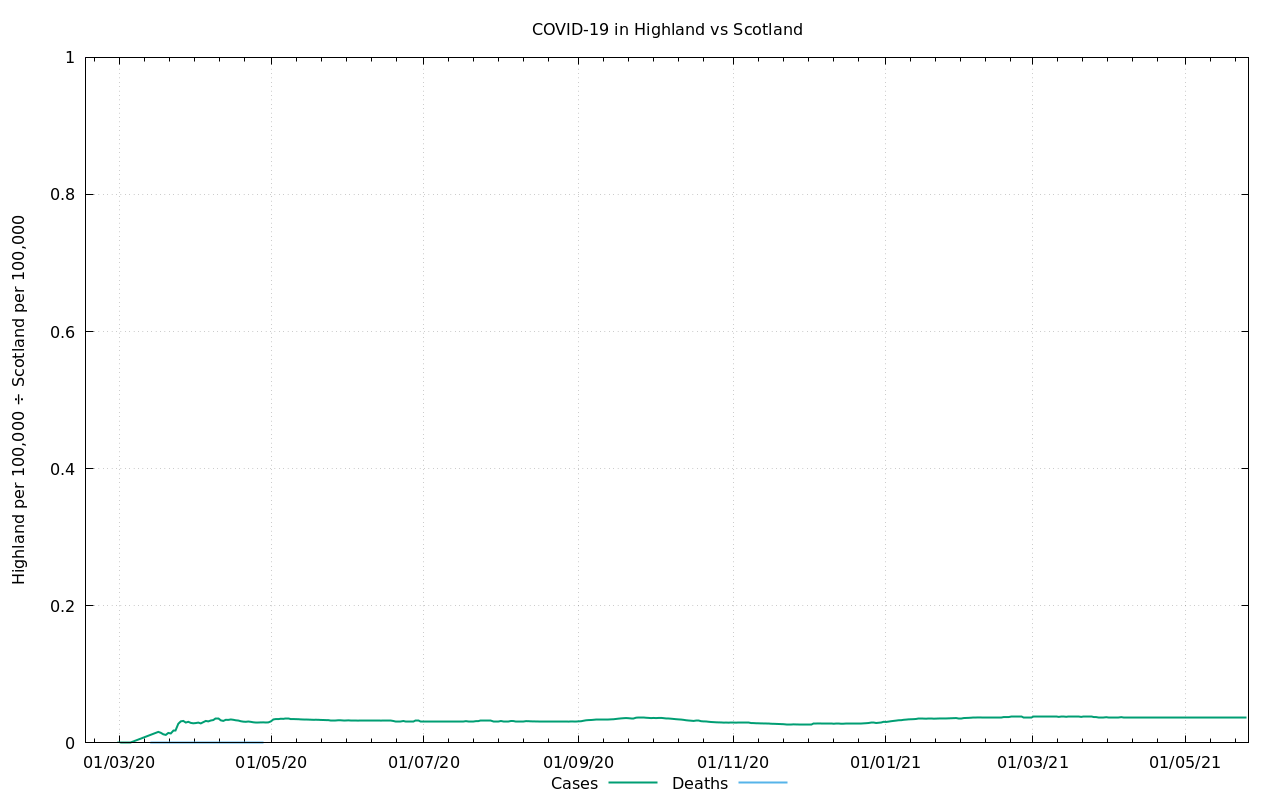 COVID-19 in Highland vs Scotland
Highland per 100,000 ÷ Scotland per 100,000
1
0.8
0.6
0.4
0.2
0
01/03/20 01/05/20 01/07/20 01/09/20 01/11/20 01/01/21 01/03/21 01/05/21
Cases Deaths